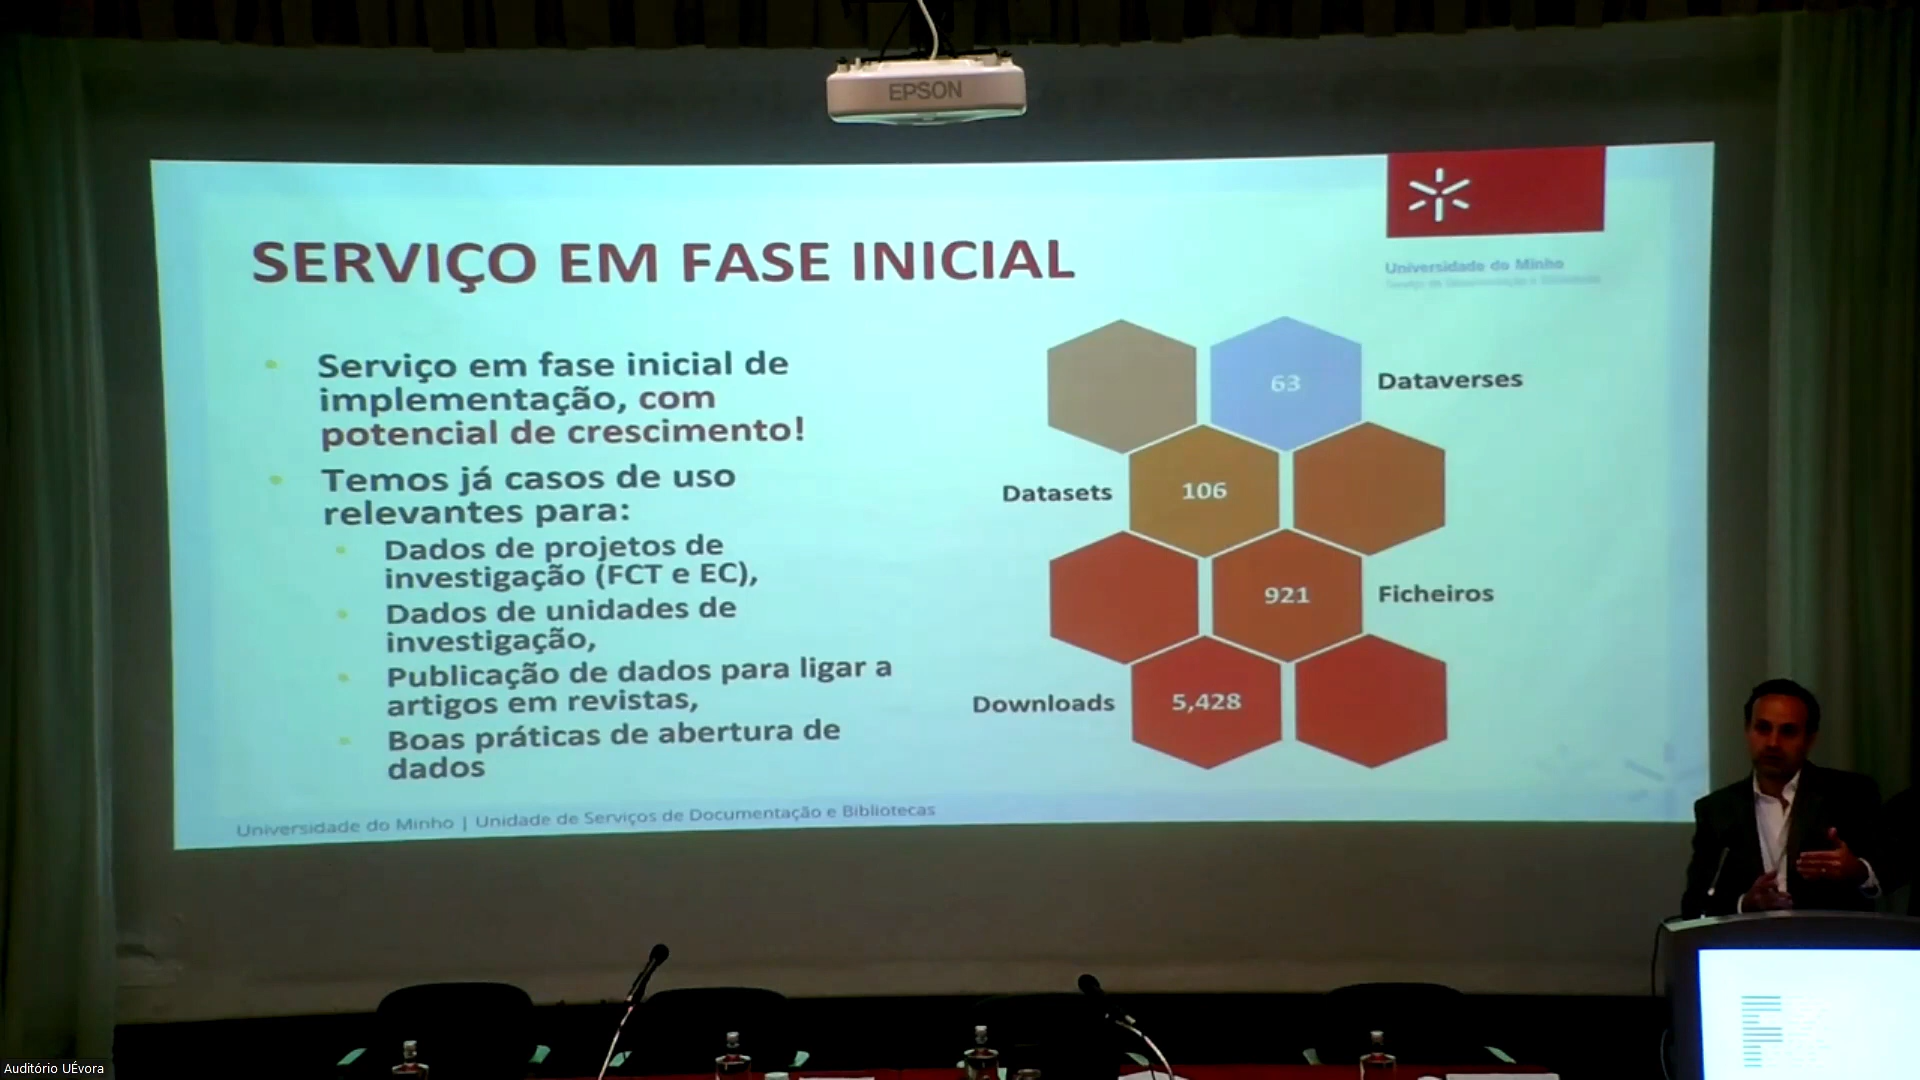 EPSON
SERVIÇO EM FASE INICIAL
Universidade do Minho
Serviço em fase inicial de
implementação, com
potencial de crescimento!
Temos já casos de uso
relevantes para:
Dados de projetos de
investigação (FCT e EC),
Dados de unidades de
investigação,
Publicação de dados para ligar a
artigos em revistas,
Boas práticas de abertura de
dados
63
Dataverses
Datasets
106
921
Ficheiros
Downloads
5,428
Universidade do Minho | Unidade de Serviços de Documentação e Bibliotecas
Auditório UÉvora